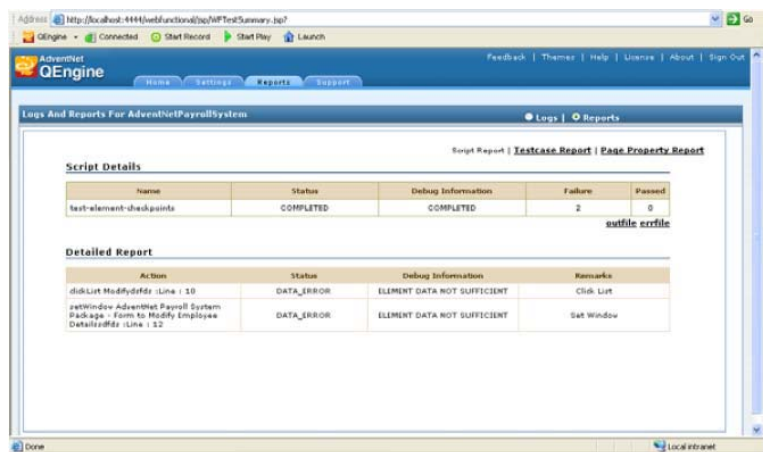 Address http://localhost:4444/webfunctional/jsp/WFTestSummary.jsp? Go
QEngine Connected Start Record Start Play Launch
AdventNet
QEngine
Feedback | Themes | Help | License | About | Sign Out
Home Settings Reports Support
Logs And Reports For AdventNetPayrollSystem Logs | Reports
Script Report | Testcase Report | Page Property Report
Script Details
Name Status Debug Information Failure Passed
test-element-checkpoints COMPLETED COMPLETED 2 0
outfile errfile
Detailed Report
Action Status Debug Information Remarks
clickList Modifydsfds :Line : 10 DATA_ERROR ELEMENT DATA NOT SUFFICIENT Click List
setWindow AdventNet Payroll System
Package - Form to Modify Employee DATA_ERROR ELEMENT DATA NOT SUFFICIENT Set Window
Detailssdfds :Line : 12
Done Local intranet